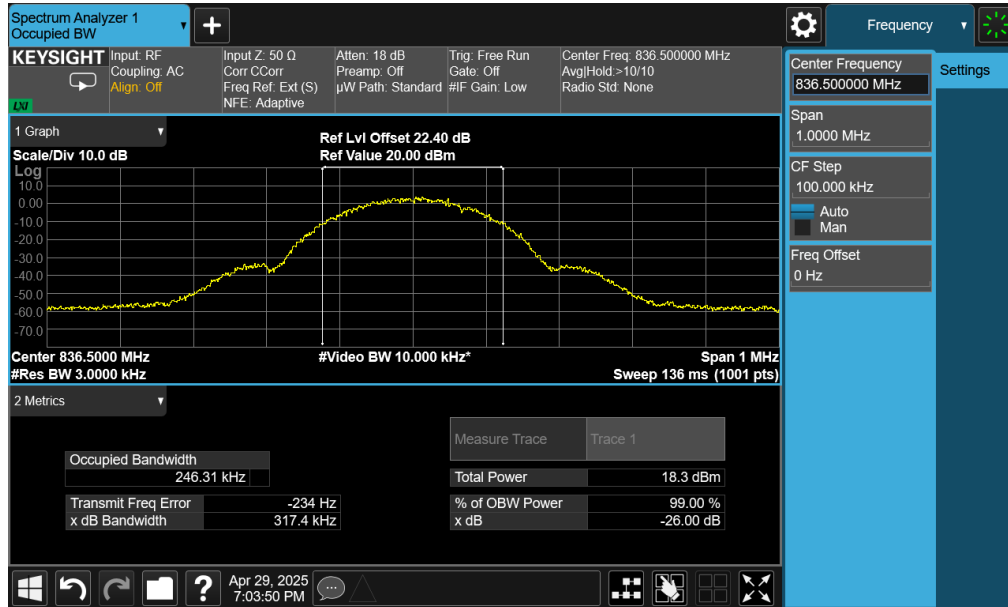 Spectrum Analyzer 1
Occupied BW
+
Frequency
KEYSIGHT
LXI
Input: RF
Coupling: AC
Align: Off
Input Z: 50 Ω
Corr CCorr
Freq Ref: Ext (S)
NFE: Adaptive
Atten: 18 dB
Preamp: Off
µW Path: Standard
Trig: Free Run
Gate: Off
#IF Gain: Low
Center Freq: 836.500000 MHz
Avg|Hold:>10/10
Radio Std: None
Center Frequency
836.500000 MHz
Settings
Span
1.0000 MHz
CF Step
100.000 kHz
Auto
Man
Freq Offset
0 Hz
1 Graph
Scale/Div 10.0 dB
Ref Lvl Offset 22.40 dB
Ref Value 20.00 dBm
Log
10.0
0.00
-10.0
-20.0
-30.0
-40.0
-50.0
-60.0
-70.0
Center 836.5000 MHz
#Video BW 10.000 kHz*
Span 1 MHz
#Res BW 3.0000 kHz
Sweep 136 ms (1001 pts)
2 Metrics
Measure Trace
Trace 1
Occupied Bandwidth
246.31 kHz
Total Power
18.3 dBm
Transmit Freq Error
-234 Hz
% of OBW Power
99.00 %
x dB Bandwidth
317.4 kHz
x dB
-26.00 dB
?
Apr 29, 2025
7:03:50 PM